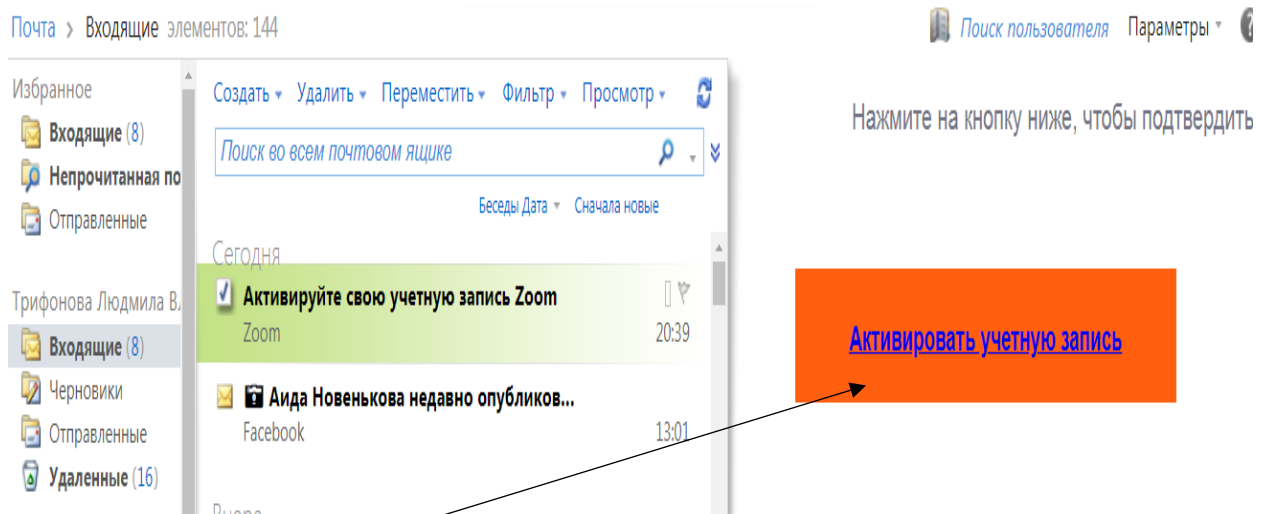 Почта > Входящие элементов: 144
Поиск пользователя Параметры
Избранное
Входящие (8)
Непрочитанная по
Отправленные
Трифонова Людмила В.
Входящие (8)
Черновики
Отправленные
Удаленные (16)
Создать Удалить Переместить Фильтр Просмотр
Поиск во всем почтовом ящике
Беседы Дата Сначала новые
Сегодня
Активируйте свою учетную запись Zoom
Zoom 20:39
Аида Новенькова недавно опубликов...
Facebook 13:01
Нажмите на кнопку ниже, чтобы подтвердить
Активировать учетную запись